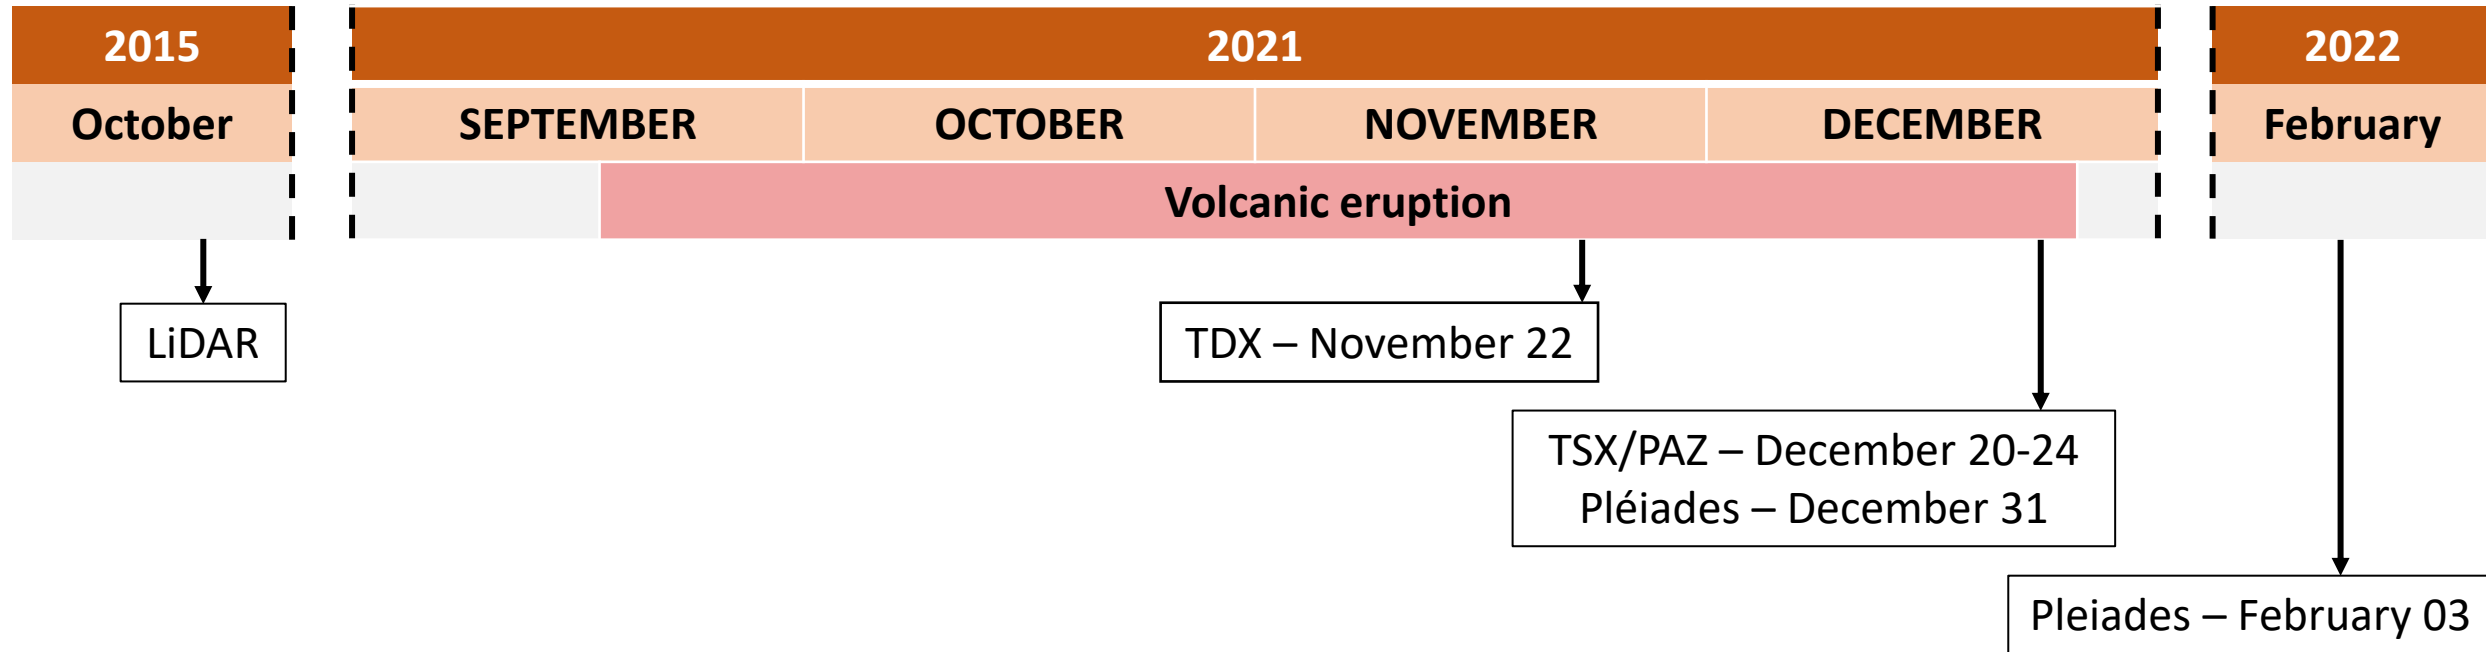 2015
2021
2022
October
SEPTEMBER
OCTOBER
NOVEMBER
DECEMBER
February
Volcanic eruption
LiDAR
TDX – November 22
TSX/PAZ – December 20-24
Pléiades – December 31
Pleiades – February 03